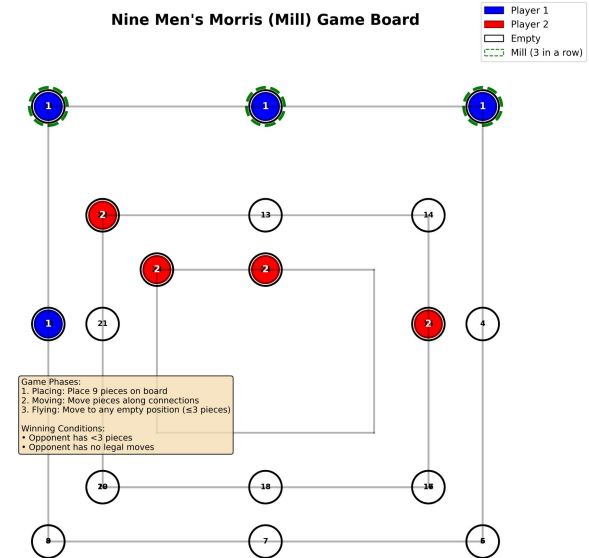 Nine Men's Morris (Mill) Game Board
Player 1
Player 2
Empty
Mill (3 in a row)
1
1
1
2
13
14
2
2
1
21
2
4
Game Phases:
1. Placing: Place 9 pieces on board
2. Moving: Move pieces along connections
3. Flying: Move to any empty position (≤3 pieces)
Winning Conditions:
• Opponent has <3 pieces
• Opponent has no legal moves
18
7